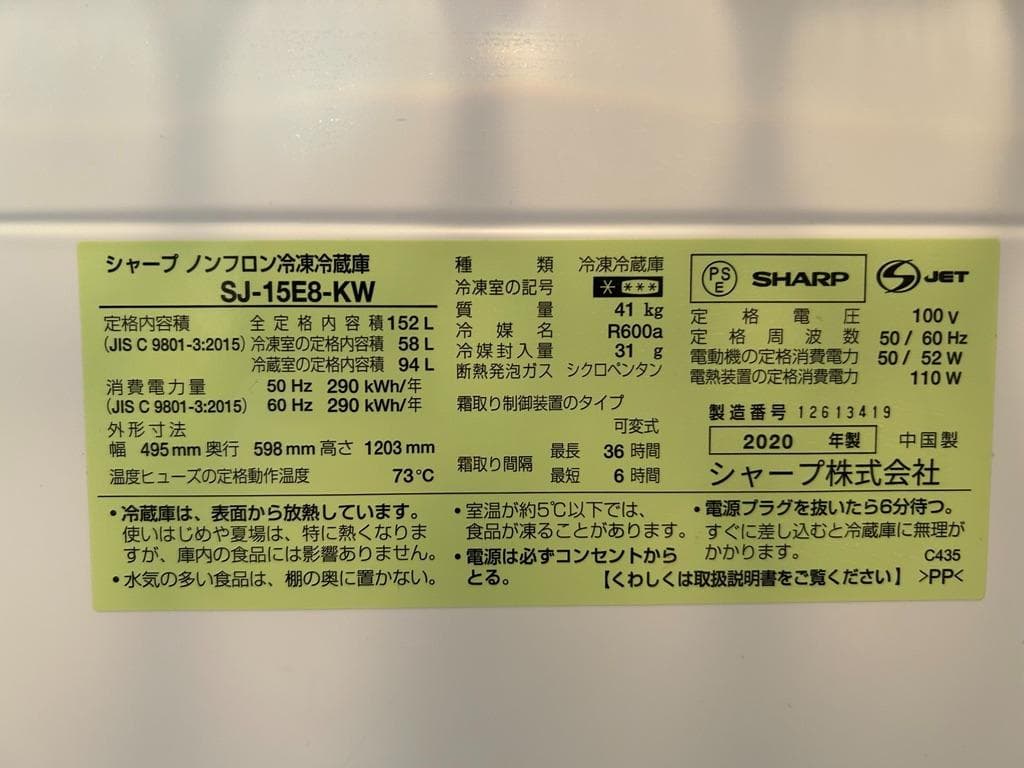 シャープ ノンフロン冷凍冷蔵庫
SJ-15E8-KW
定格内容積 全定格内容積 152 L
(JIS C 9801-3:2015) 冷凍室の定格内容積 58 L
冷蔵室の定格内容積 94 L
消費電力量 50 Hz 290 kWh/年
(JIS C 9801-3:2015) 60 Hz 290 kWh/年
外形寸法
幅 495 mm 奥行 598 mm 高さ 1203 mm
温度ヒューズの定格動作温度 73℃
種類 冷凍冷蔵庫
冷凍室の記号 * ***
質量 41 kg
冷媒名 R600a
冷媒封入量 31 g
断熱発泡ガス シクロペンタン
霜取り制御装置のタイプ
可変式
霜取り間隔 最長 36 時間
最短 6 時間
PSE SHARP S JET
定格電圧 100 V
定格周波数 50 / 60 Hz
電動機の定格消費電力 50 / 52 W
電熱装置の定格消費電力 110 W
製造番号 12613419
2020 年製 中国製
シャープ株式会社
・冷蔵庫は、表面から放熱しています。
使いはじめや夏場は、特に熱くなりま
すが、庫内の食品には影響ありません。
・水気の多い食品は、棚の奥に置かない。
・室温が約5℃以下では、
食品が凍ることがあります。
・電源は必ずコンセントから
とる。
・電源プラグを抜いたら6分待つ。
すぐに差し込むと冷蔵庫に無理が
かかります。 C435
【くわしくは取扱説明書をご覧ください】 >PP<